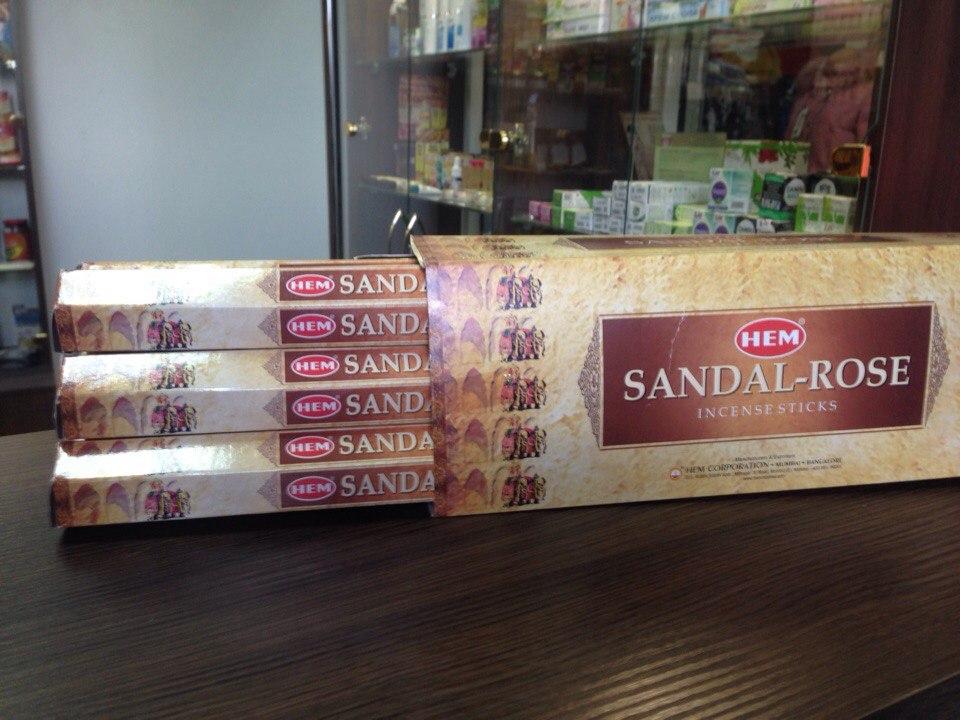 HEM SANDA
HEM SANDA
HEM SANDA
HEM SANDA
HEM SANDA
HEM SANDA
HEM
SANDAL-ROSE
INCENSE STICKS
HEM CORPORATION • MUMBAI • BANGALORE